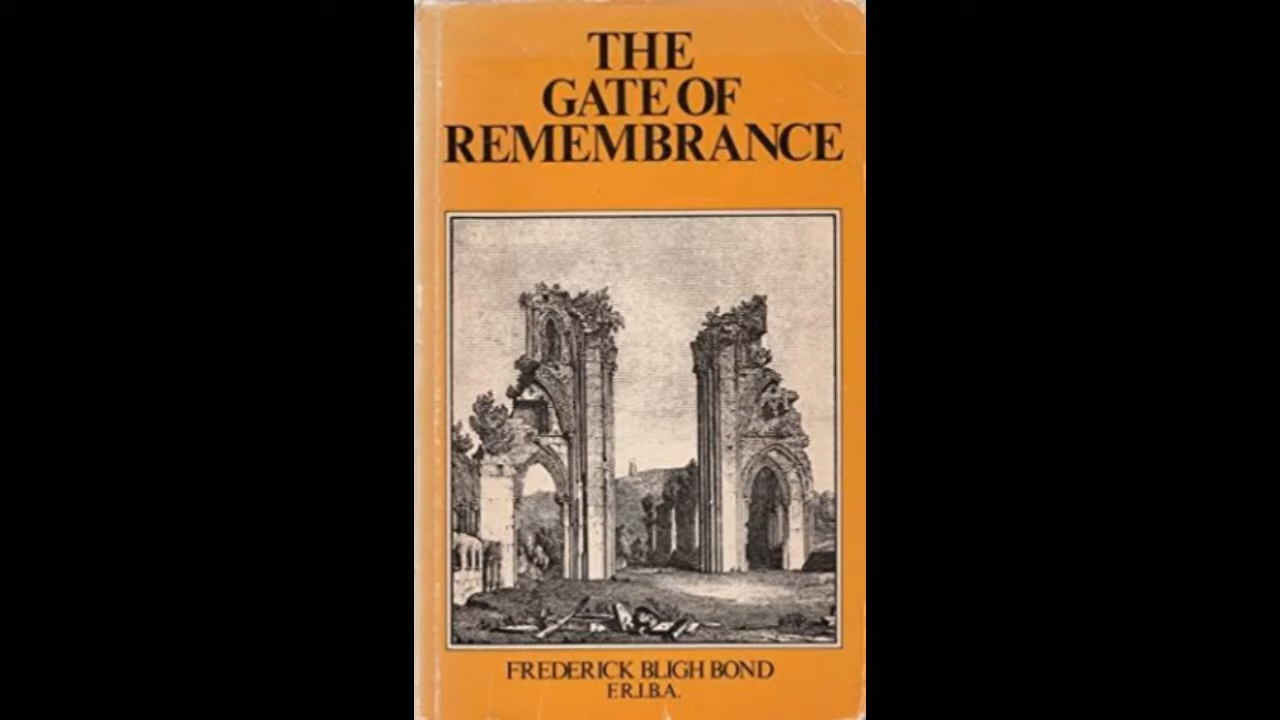 THE
GATE OF
REMEMBRANCE
FREDERICK BLIGH BOND
F.R.I.B.A.